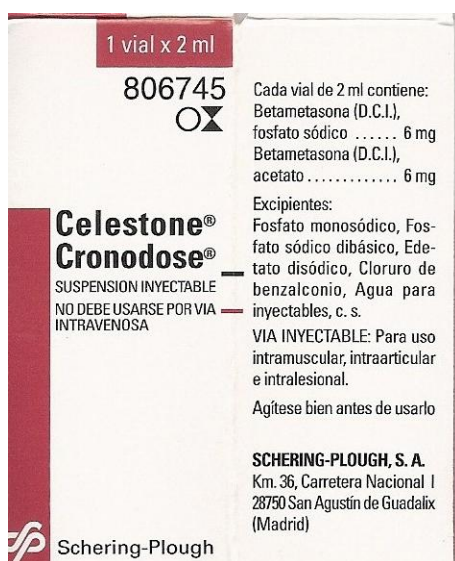 1 vial x 2 ml
806745
Celestone®
Cronodose®
SUSPENSION INYECTABLE
NO DEBE USARSE POR VIA
INTRAVENOSA
Schering-Plough
Cada vial de 2 ml contiene:
Betametasona (D.C.I.),
fosfato sódico ...... 6 mg
Betametasona (D.C.I.),
acetato ............. 6 mg
Excipientes:
Fosfato monosódico, Fos-
fato sódico dibásico, Ede-
tato disódico, Cloruro de
benzalconio, Agua para
inyectables, c. s.
VIA INYECTABLE: Para uso
intramuscular, intraarticular
e intralesional.
Agítese bien antes de usarlo
SCHERING-PLOUGH, S. A.
Km. 36, Carretera Nacional I
28750 San Agustín de Guadalix
(Madrid)